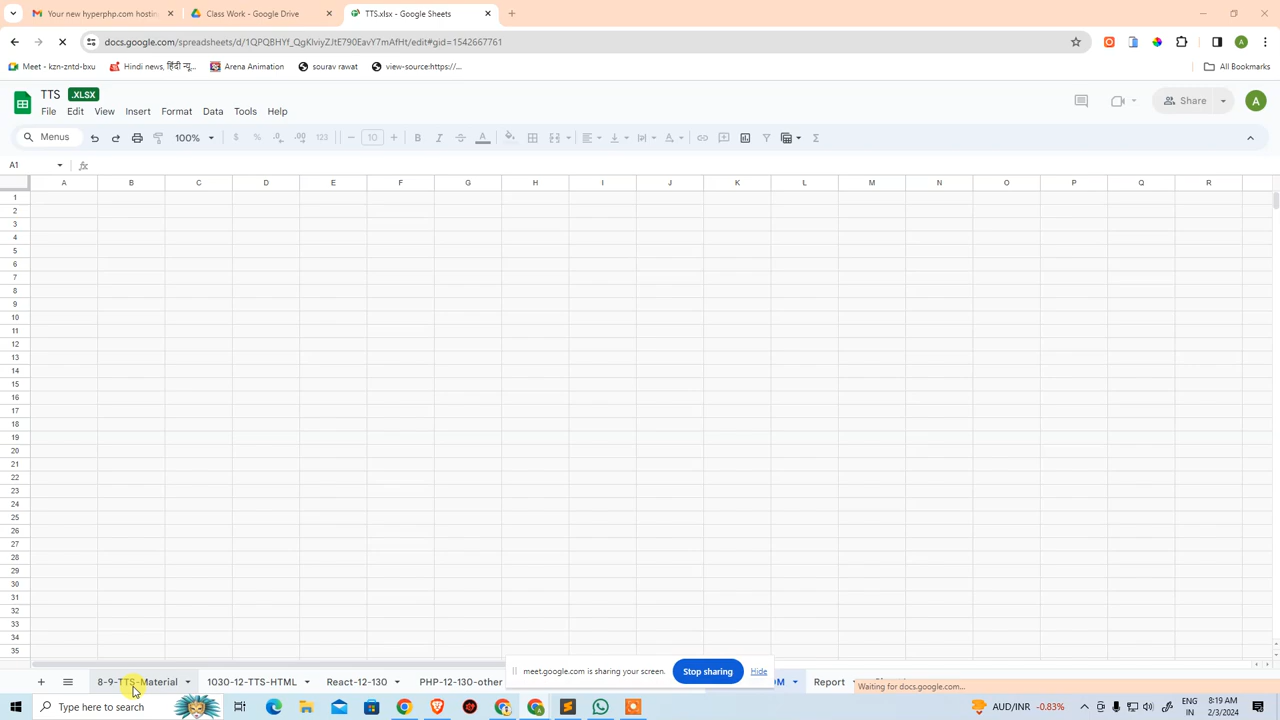 Your new hyperphp.com hostin
Class Work - Google Drive
TTS.xlsx - Google Sheets
docs.google.com/spreadsheets/d/1QPQBHYf_QgKlviyZJtE790EavY7mAfHt/edit#gid=1542667761
A
Meet - kzn-zntd-bxu
Hindi news, हिंदी न्यू...
Arena Animation
sourav rawat
view-source:https://...
All Bookmarks
TTS .XLSX
File Edit View Insert Format Data Tools Help
Share
A
Menus 100% $ % .0 .00 123 10 B I S A
A1 fx
A B C D E F G H I J K L M N O P Q R
1
2
3
4
5
6
7
8
9
10
11
12
13
14
15
16
17
18
19
20
21
22
23
24
25
26
27
28
29
30
31
32
33
34
35
meet.google.com is sharing your screen. Stop sharing Hide
8-9-TTS-Material 1030-12-TTS-HTML React-12-130 PHP-12-130-other OM Report
Waiting for docs.google.com...
Type here to search
AUD/INR -0.83%
ENG IN
8:19 AM
2/3/2024